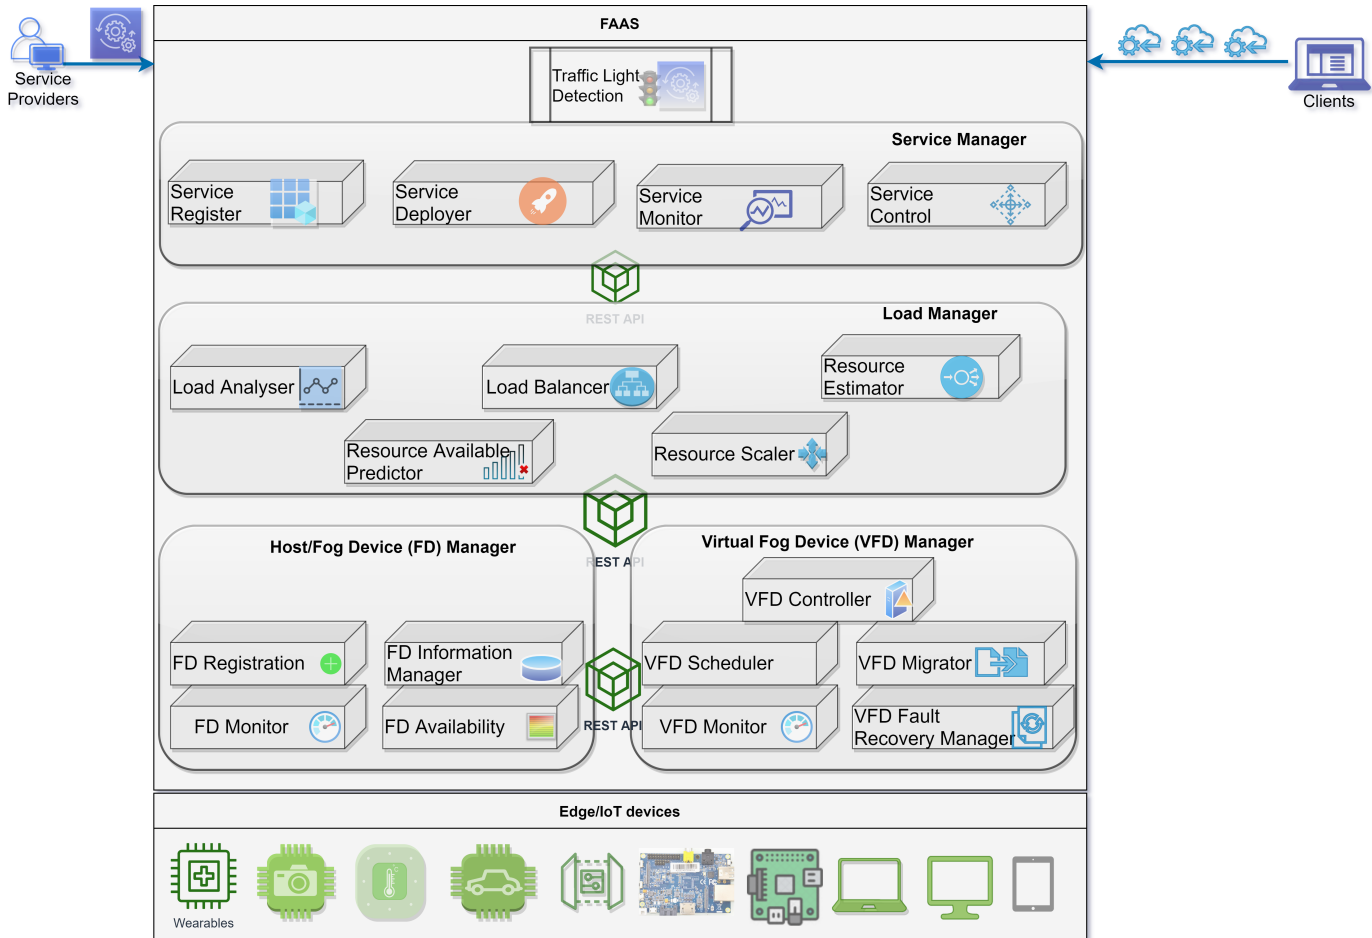 FAAS
Service
Providers
Clients
Traffic Light
Detection
Service Manager
Service
Register
Service
Deployer
Service
Monitor
Service
Control
REST API
Load Manager
Load Analyser
Load Balancer
Resource
Estimator
Resource Available
Predictor
Resource Scaler
REST API
Host/Fog Device (FD) Manager
FD Registration
FD Information
Manager
FD Monitor
FD Availability
REST API
Virtual Fog Device (VFD) Manager
VFD Controller
VFD Scheduler
VFD Migrator
VFD Monitor
VFD Fault
Recovery Manager
Edge/IoT devices
Wearables